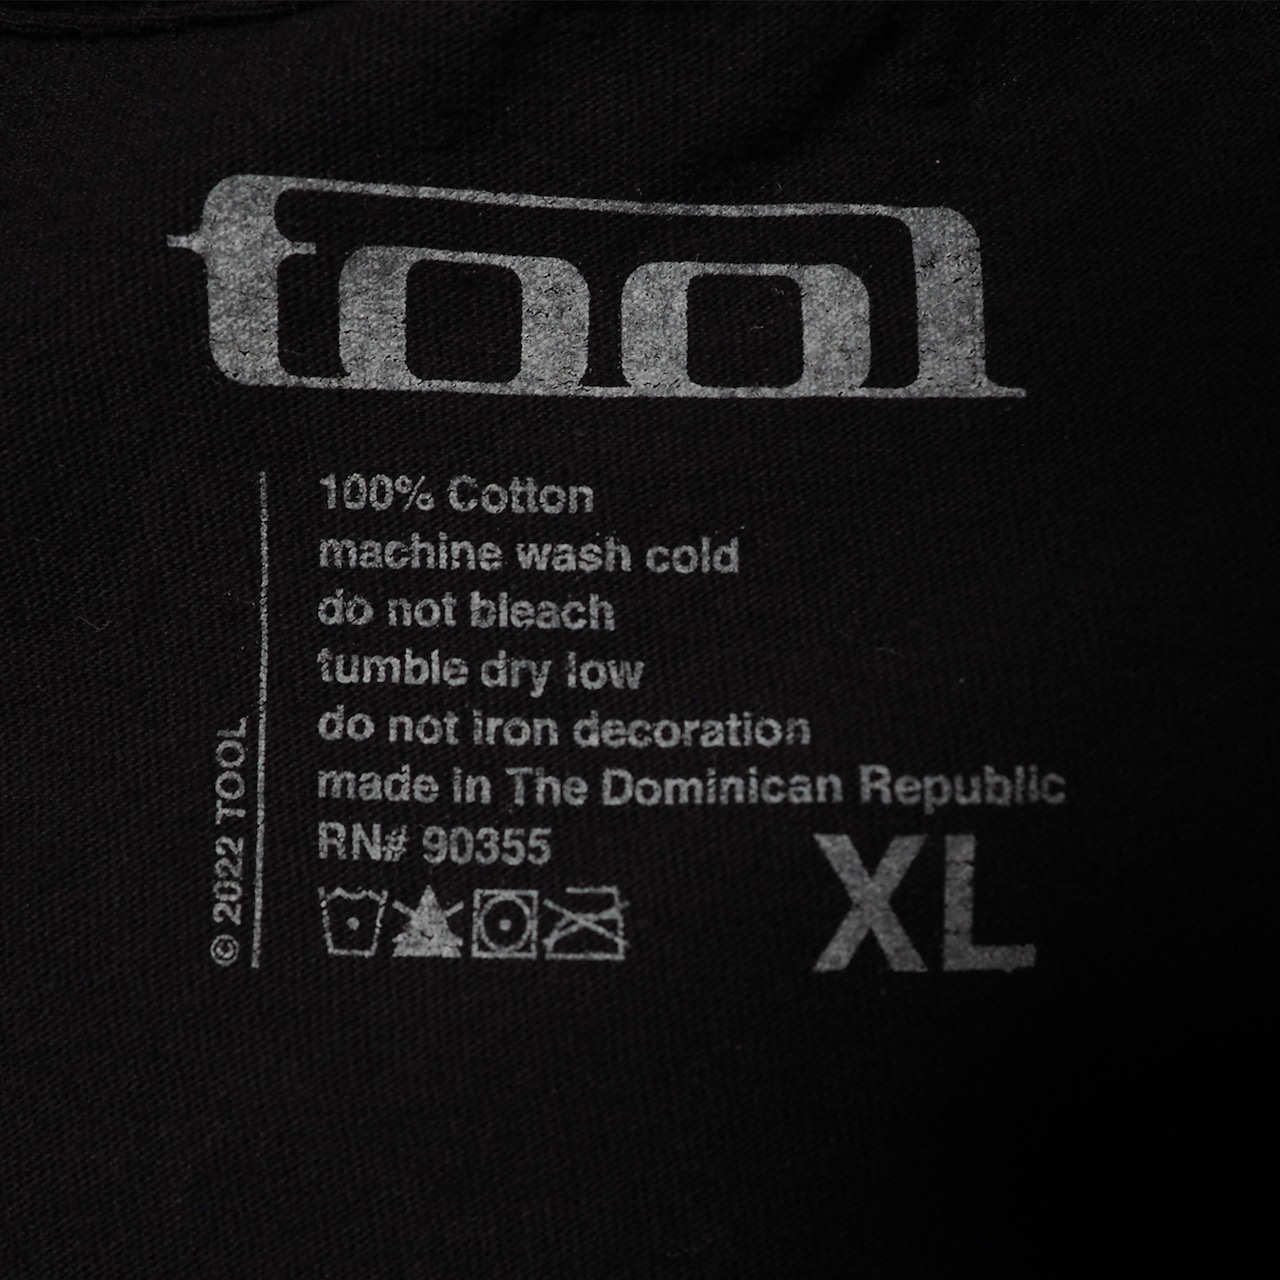 tool
100% Cotton
machine wash cold
do not bleach
tumble dry low
do not iron decoration
made in The Dominican Republic
RN# 90355
XL
© 2022 TOOL